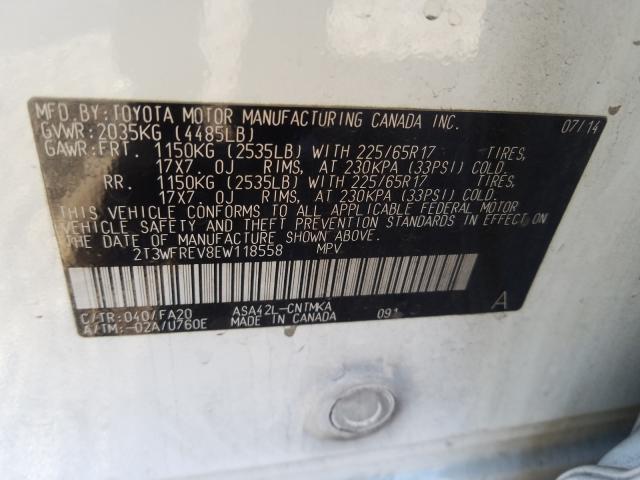 MFD. BY: TOYOTA MOTOR MANUFACTURING CANADA INC. 07/14
GVWR: 2035KG (4485LB)
GAWR: FRT. 1150KG (2535LB) WITH 225/65R17 TIRES,
17X7. 0J RIMS, AT 230 KPA (33PSI) COLD.
RR. 1150KG (2535LB) WITH 225/65R17 TIRES,
17X7. 0J RIMS, AT 230KPA (33PSI) COLD
THIS VEHICLE CONFORMS TO ALL APPLICABLE FEDERAL MOTOR
VEHICLE SAFETY AND THEFT PREVENTION STANDARDS IN EFFECT ON
THE DATE OF MANUFACTURE SHOWN ABOVE.
2T3WFREV8EW118558 MPV
C/TR: 040/FA20 ASA42L-CNTMKA 091 A
A/TM: -02A/U760E MADE IN CANADA